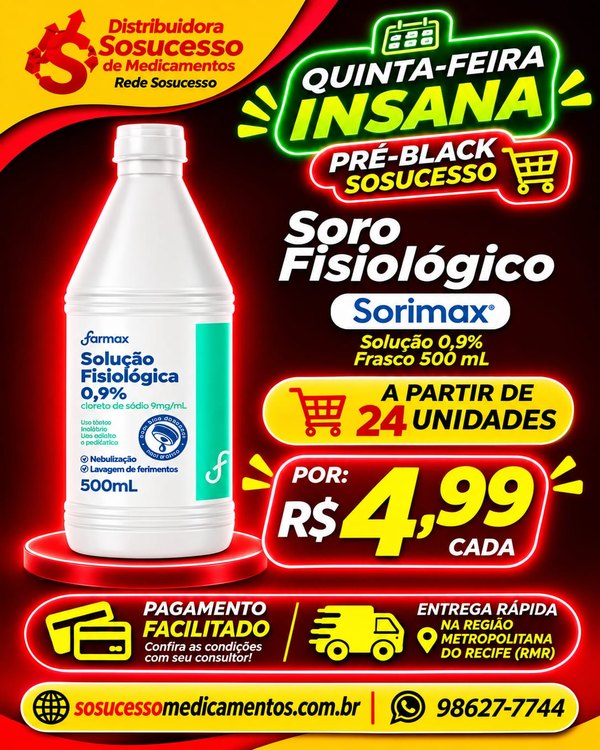 Distribuidora
Sosucesso
de Medicamentos
Rede Sosucesso
QUINTA-FEIRA
INSANA
PRÉ-BLACK
SOSUCESSO
Soro
Fisiológico
Sorimax®
Solução 0,9%
Frasco 500 mL
A PARTIR DE
24 UNIDADES
POR:
R$ 4,99
CADA
farmax
Solução
Fisiológica
0,9%
cloreto de sódio 9mg/mL
Uso adulto
e pediátrico
Nebulização
Lavagem de ferimentos
500mL
PAGAMENTO
FACILITADO
Confira as condições
com seu consultor!
ENTREGA RÁPIDA
NA REGIÃO
METROPOLITANA
DO RECIFE (RMR)
sosucessomedicamentos.com.br
98627-7744